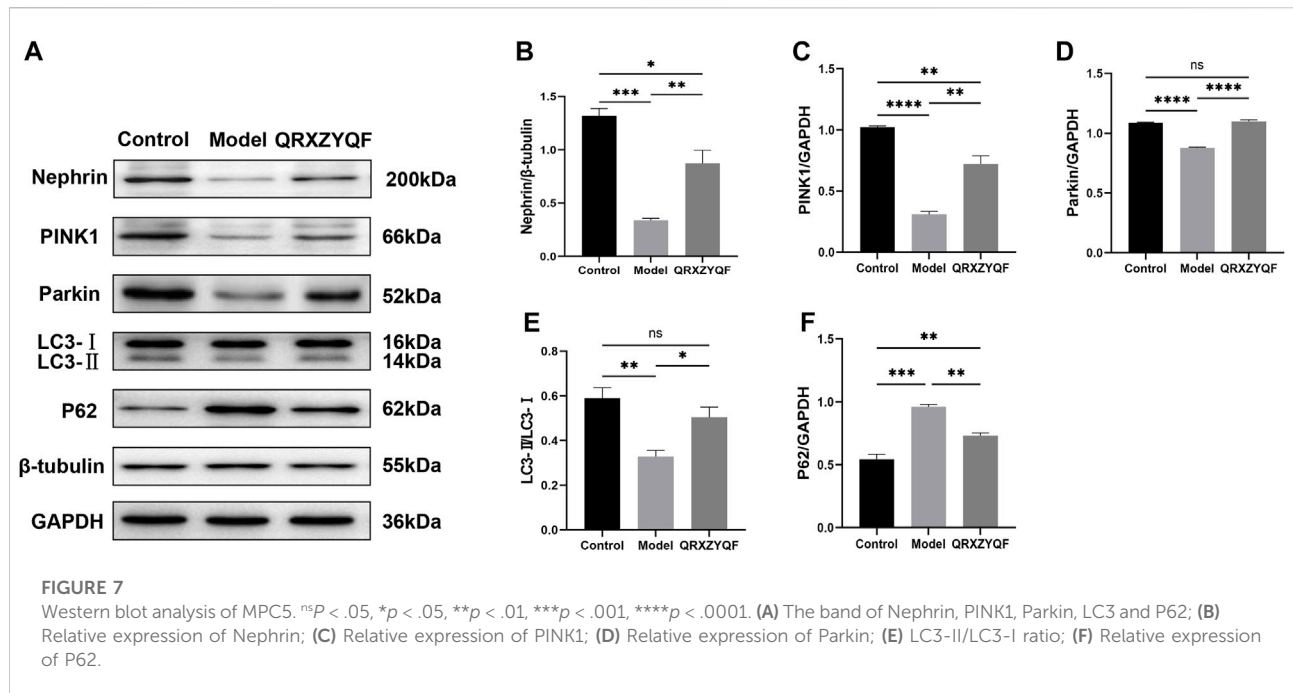 A
Control Model QRXZYQF
Nephrin 200kDa
PINK1 66kDa
Parkin 52kDa
LC3-Ⅰ 16kDa
LC3-Ⅱ 14kDa
P62 62kDa
β-tubulin 55kDa
GAPDH 36kDa
B
Nephrin/β-tubulin
1.5
1.0
0.5
0.0
*
***
**
Control Model QRXZYQF
C
PINK1/GAPDH
1.5
1.0
0.5
0.0
**
****
**
Control Model QRXZYQF
D
Parkin/GAPDH
1.5
1.0
0.5
0.0
ns
****
****
Control Model QRXZYQF
E
LC3-Ⅱ/LC3-Ⅰ
0.8
0.6
0.4
0.2
0.0
ns
**
*
Control Model QRXZYQF
F
P62/GAPDH
1.5
1.0
0.5
0.0
**
***
**
Control Model QRXZYQF
FIGURE 7
Western blot analysis of MPC5. nsP < .05, *p < .05, **p < .01, ***p < .001, ****p < .0001. (A) The band of Nephrin, PINK1, Parkin, LC3 and P62; (B)
Relative expression of Nephrin; (C) Relative expression of PINK1; (D) Relative expression of Parkin; (E) LC3-II/LC3-I ratio; (F) Relative expression
of P62.